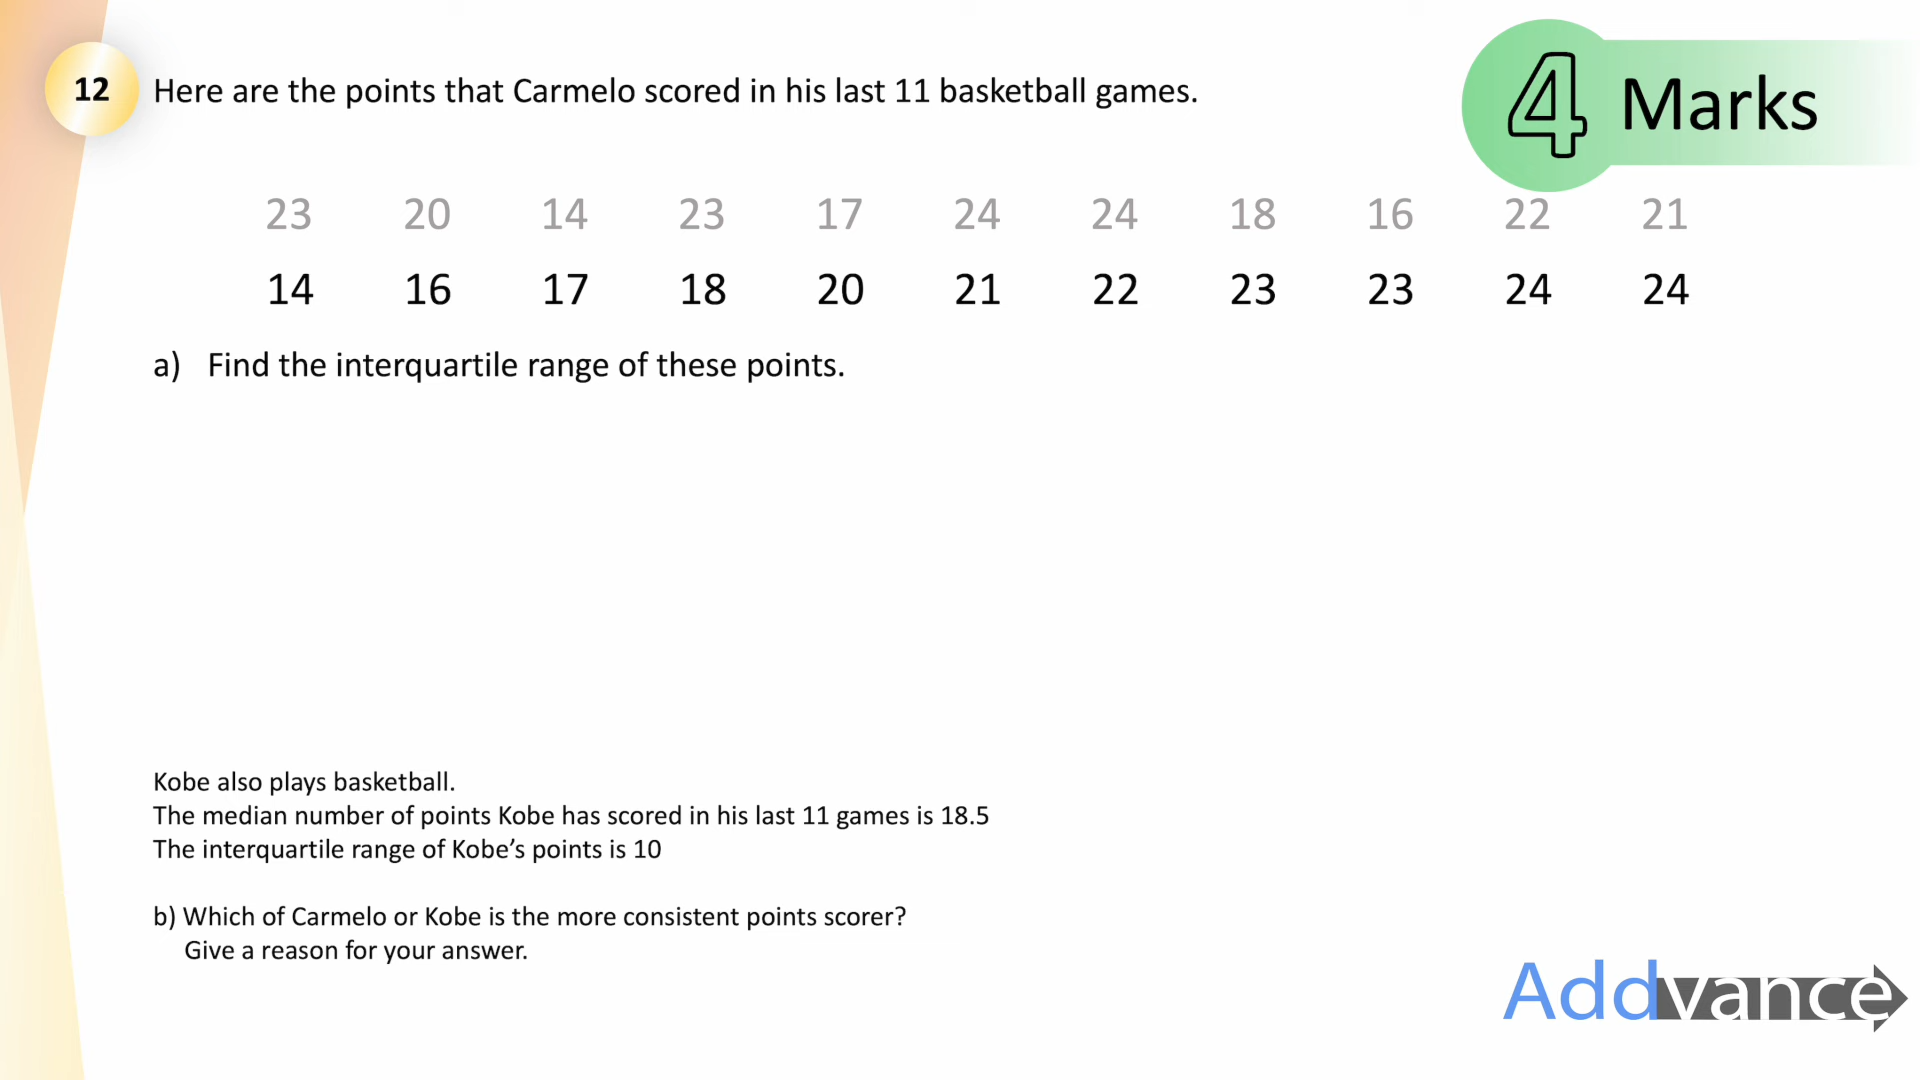 12 Here are the points that Carmelo scored in his last 11 basketball games.
4 Marks
23 20 14 23 17 24 24 18 16 22 21
14 16 17 18 20 21 22 23 23 24 24
a) Find the interquartile range of these points.
Kobe also plays basketball.
The median number of points Kobe has scored in his last 11 games is 18.5
The interquartile range of Kobe’s points is 10
b) Which of Carmelo or Kobe is the more consistent points scorer?
Give a reason for your answer.
Addvance